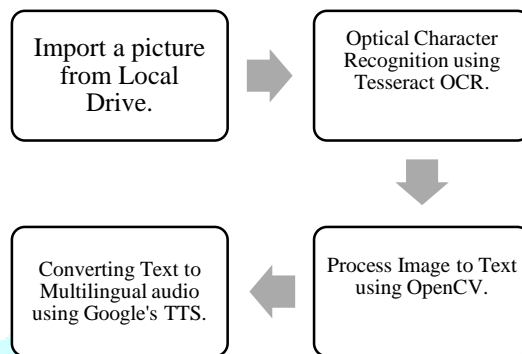 Import a picture
from Local
Drive.
Optical Character
Recognition using
Tesseract OCR.
Process Image to Text
using OpenCV.
Converting Text to
Multilingual audio
using Google's TTS.